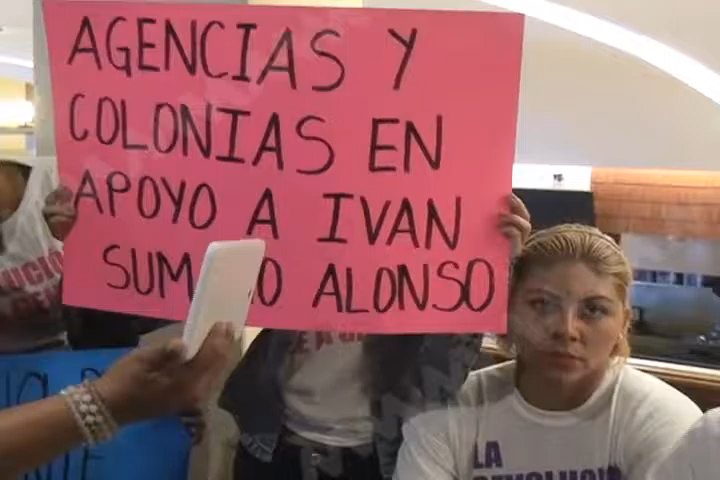 AGENCIAS Y
COLONIAS EN
APOYO A IVAN
ALONSO
LA